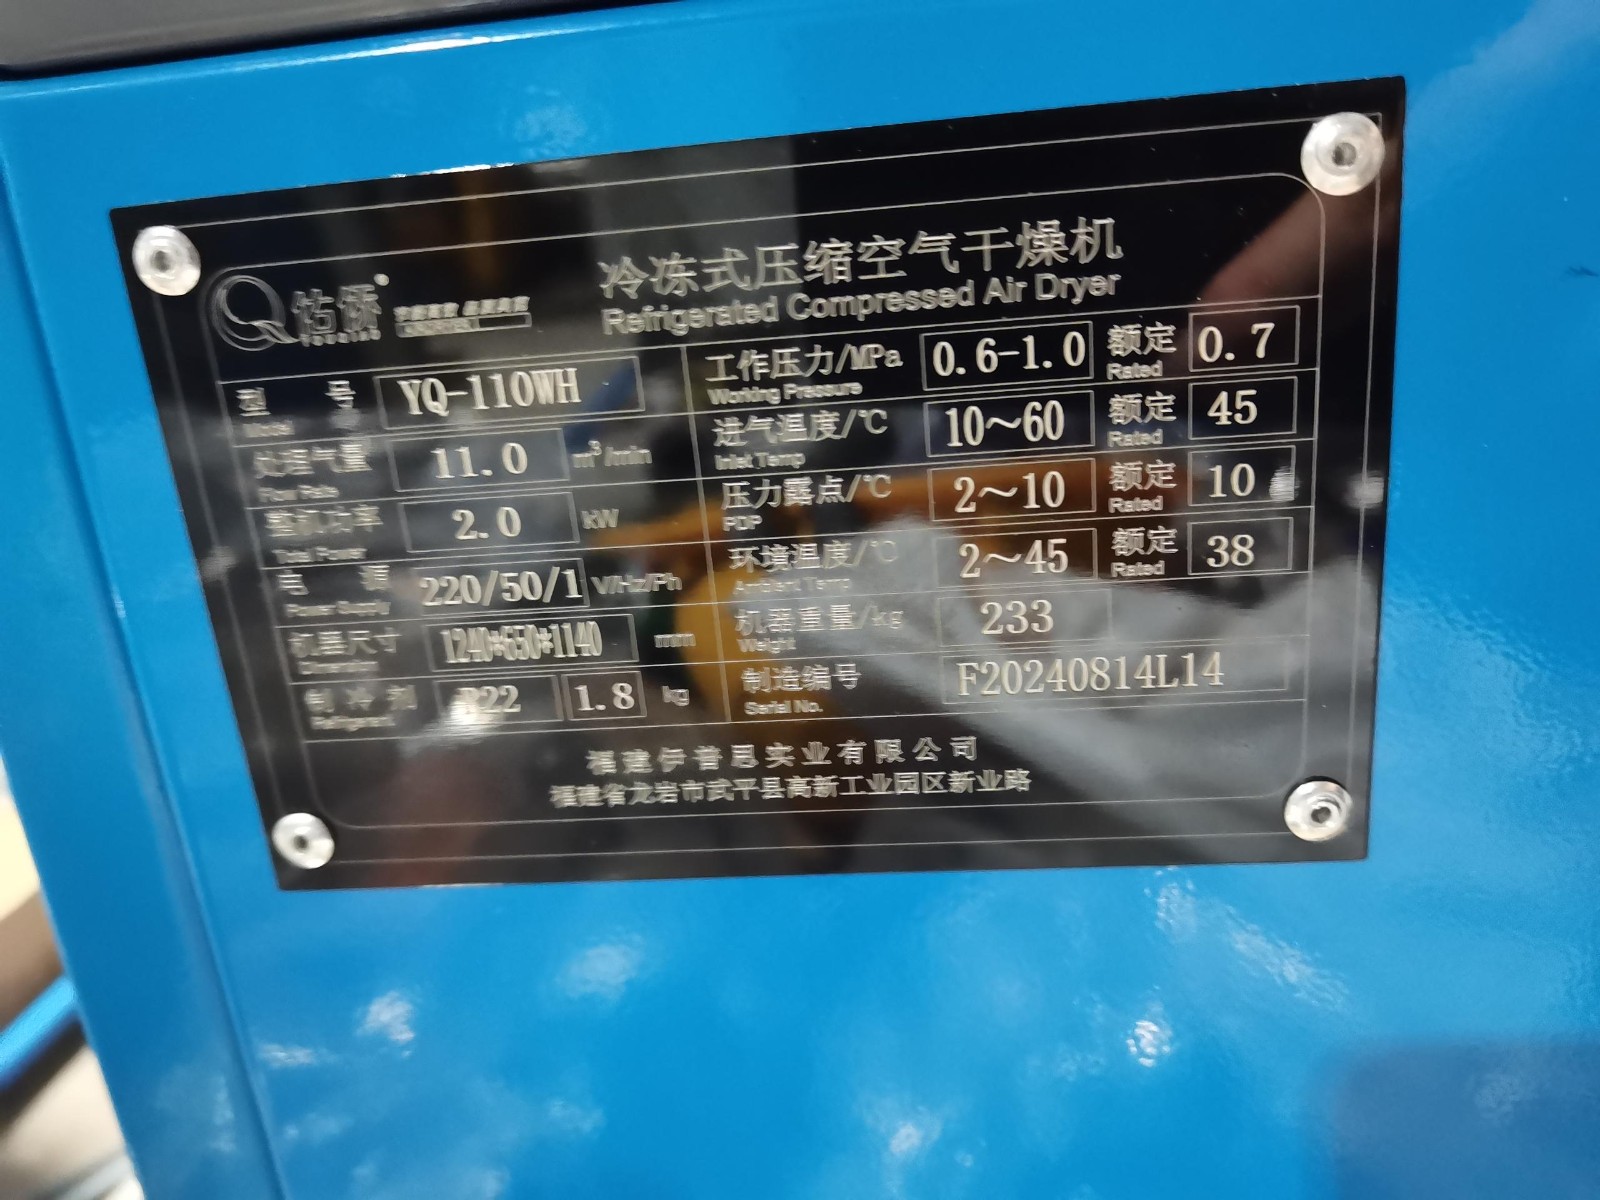 佑侨®
冷冻式压缩空气干燥机
Refrigerated Compressed Air Dryer
型号 YQ-110WH
Model
处理气量 11.0 m³/min
Flow Rate
整机功率 2.0 kW
Total Power
电源 220/50/1 V/Hz/Ph
Power Supply
机器尺寸 1240*650*1140 mm
Dimension
制冷剂 R22 1.8 kg
Refrigerant
工作压力/MPa 0.6-1.0 额定 0.7
Working Pressure Rated
进气温度/℃ 10～60 额定 45
Inlet Temp Rated
压力露点/℃ 2～10 额定 10
PDP Rated
环境温度/℃ 2～45 额定 38
Ambient Temp Rated
机器重量/kg 233
Weight
制造编号 F20240814L14
Serial No.
福建伊普思实业有限公司
福建省龙岩市武平县高新工业园区新业路